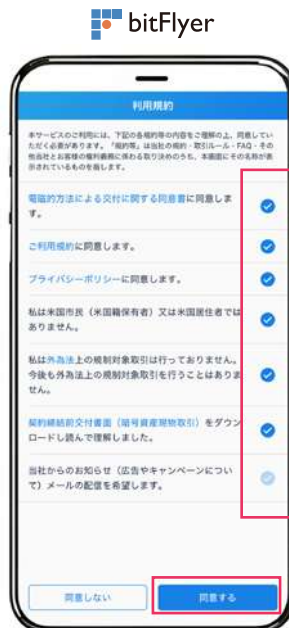 bitFlyer
利用規約
本サービスのご利用には、下記の各規約等の内容をご理解の上、同意してい
ただく必要があります。「規約等」は当社の規約・取引ルール・FAQ・その
他当社とお客様の権利義務に係わる取り決めのうち、本画面にその名称が表
示されているものを指します。
電磁的方法による交付に関する同意書に同意しま
す。
ご利用規約に同意します。
プライバシーポリシーに同意します。
私は米国市民（米国籍保有者）又は米国居住者では
ありません。
私は外為法上の規制対象取引は行っておりません。
今後も外為法上の規制対象取引を行うことはありま
せん。
契約締結前交付書面（暗号資産現物取引）をダウン
ロードし読んで理解しました。
当社からのお知らせ（広告やキャンペーンについ
て）メールの配信を希望します。
同意しない
同意する